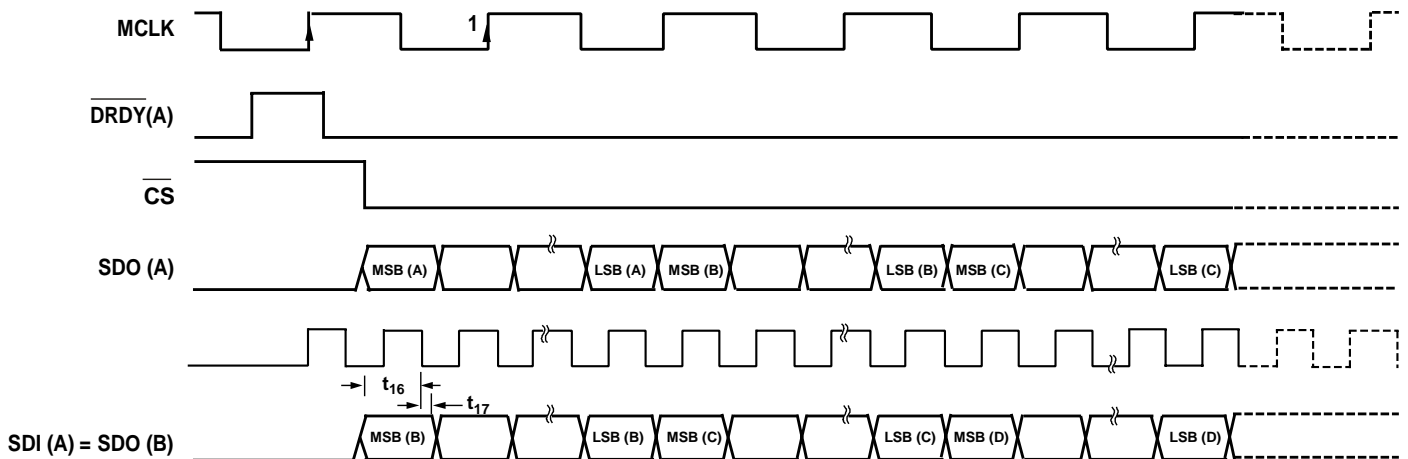 MCLK
1
DRDY(A)
CS
SDO (A)
MSB (A) LSB (A) MSB (B) LSB (B) MSB (C) LSB (C)
t16
t17
SDI (A) = SDO (B)
MSB (B) LSB (B) MSB (C) LSB (C) MSB (D) LSB (D)